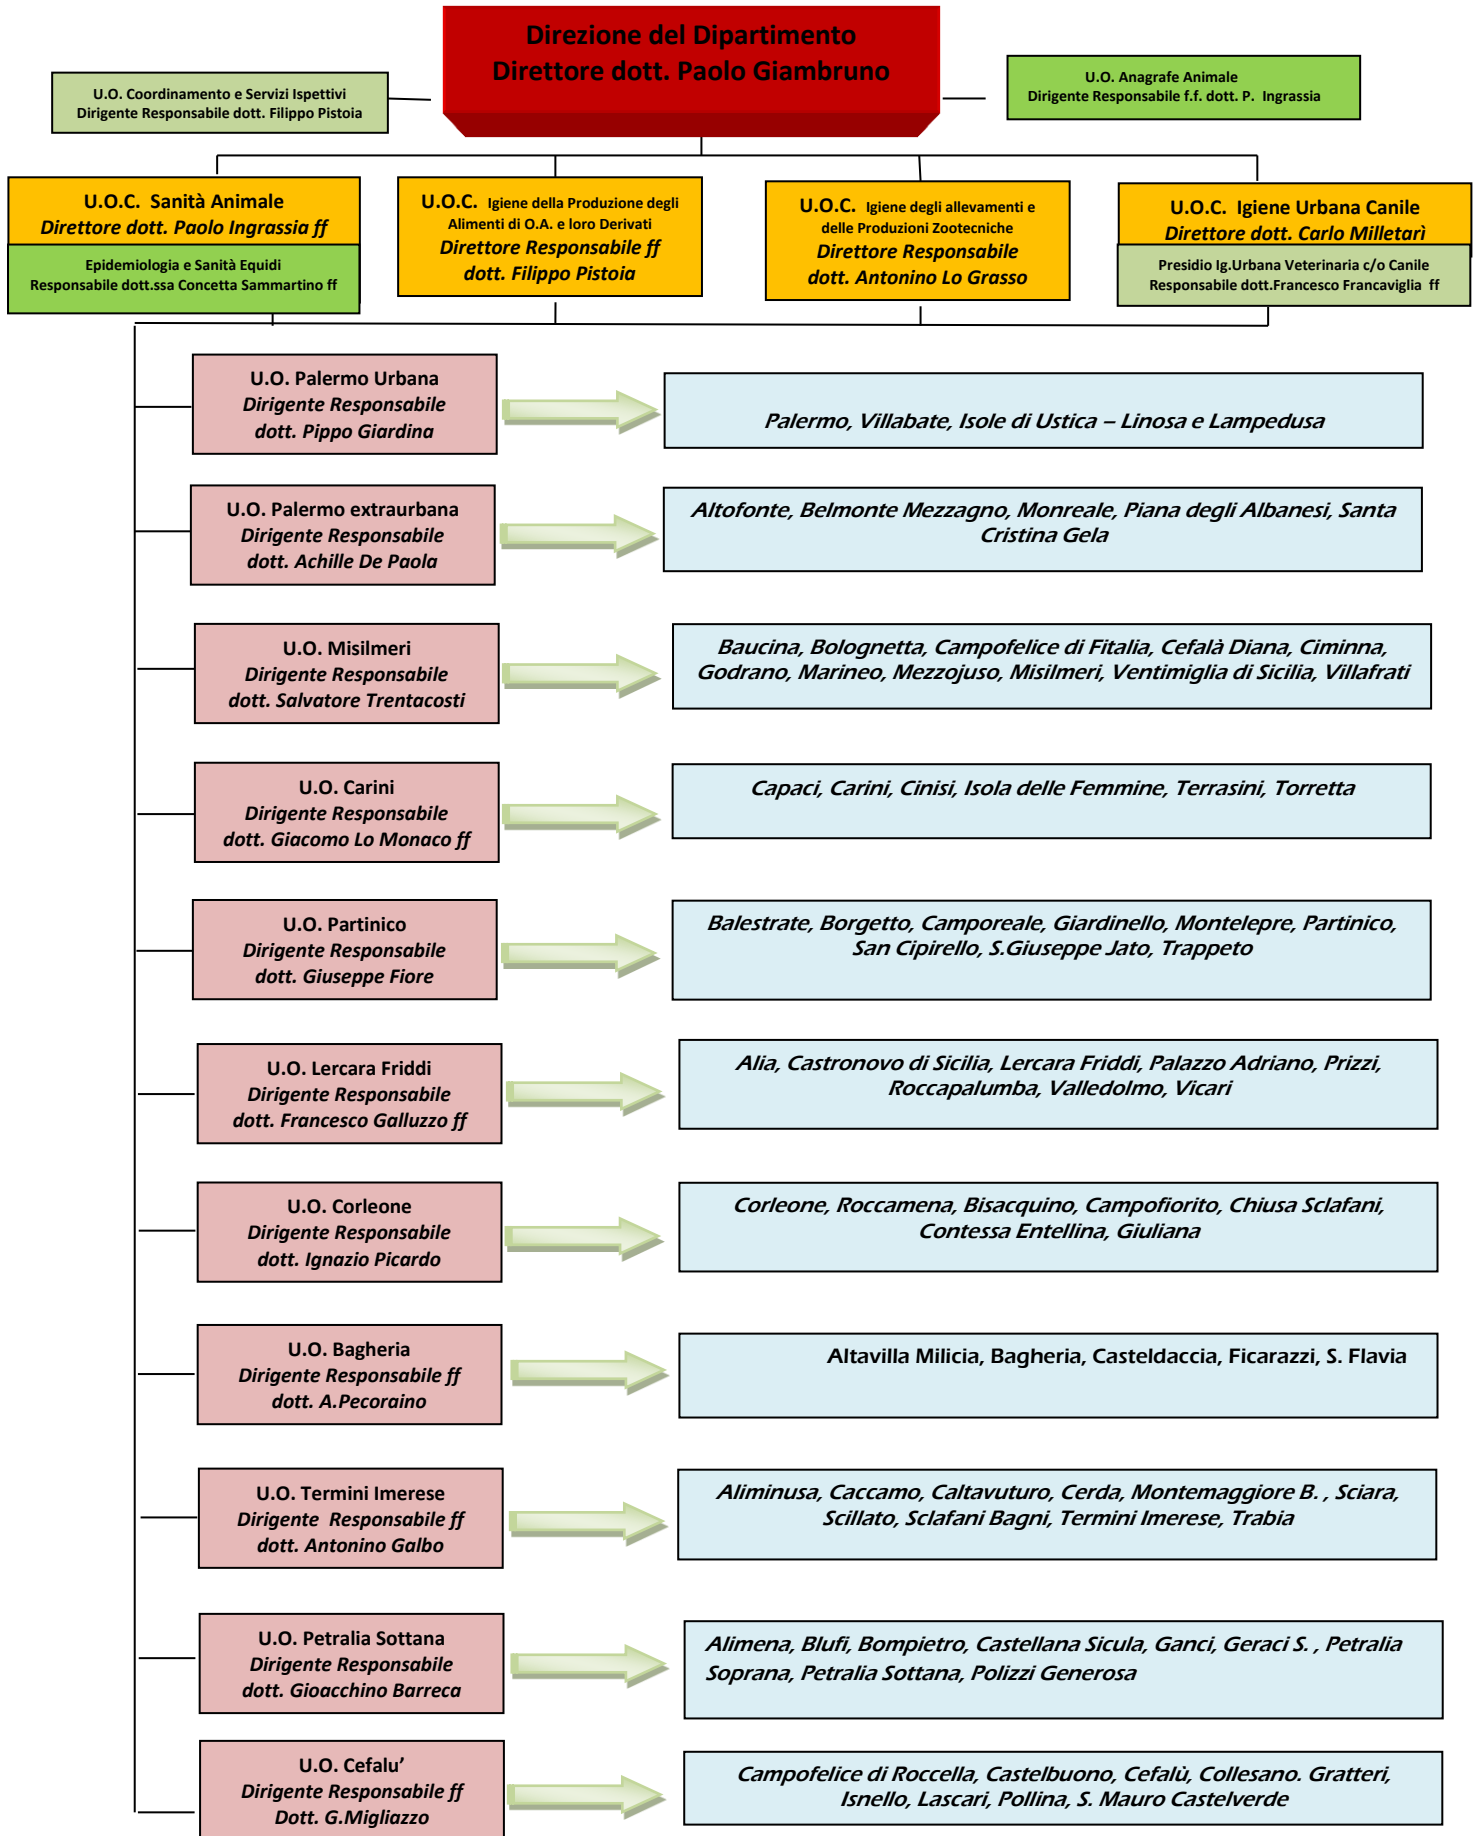 Direzione del Dipartimento
Direttore dott. Paolo Giambruno
U.O. Coordinamento e Servizi Ispettivi
Dirigente Responsabile dott. Filippo Pistoia
U.O. Anagrafe Animale
Dirigente Responsabile f.f. dott. P. Ingrassia
U.O.C. Sanità Animale
Direttore dott. Paolo Ingrassia ff
Epidemiologia e Sanità Equidi
Responsabile dott.ssa Concetta Sammartino ff
U.O.C. Igiene della Produzione degli
Alimenti di O.A. e loro Derivati
Direttore Responsabile ff
dott. Filippo Pistoia
U.O.C. Igiene degli allevamenti e
delle Produzioni Zootecniche
Direttore Responsabile
dott. Antonino Lo Grasso
U.O.C. Igiene Urbana Canile
Direttore dott. Carlo Milletarì
Presidio Ig.Urbana Veterinaria c/o Canile
Responsabile dott.Francesco Francaviglia ff
U.O. Palermo Urbana
Dirigente Responsabile
dott. Pippo Giardina
Palermo, Villabate, Isole di Ustica – Linosa e Lampedusa
U.O. Palermo extraurbana
Dirigente Responsabile
dott. Achille De Paola
Altofonte, Belmonte Mezzagno, Monreale, Piana degli Albanesi, Santa
Cristina Gela
U.O. Misilmeri
Dirigente Responsabile
dott. Salvatore Trentacosti
Baucina, Bolognetta, Campofelice di Fitalia, Cefalà Diana, Ciminna,
Godrano, Marineo, Mezzojuso, Misilmeri, Ventimiglia di Sicilia, Villafrati
U.O. Carini
Dirigente Responsabile
dott. Giacomo Lo Monaco ff
Capaci, Carini, Cinisi, Isola delle Femmine, Terrasini, Torretta
U.O. Partinico
Dirigente Responsabile
dott. Giuseppe Fiore
Balestrate, Borgetto, Camporeale, Giardinello, Montelepre, Partinico,
San Cipirello, S.Giuseppe Jato, Trappeto
U.O. Lercara Friddi
Dirigente Responsabile
dott. Francesco Galluzzo ff
Alia, Castronovo di Sicilia, Lercara Friddi, Palazzo Adriano, Prizzi,
Roccapalumba, Valledolmo, Vicari
U.O. Corleone
Dirigente Responsabile
dott. Ignazio Picardo
Corleone, Roccamena, Bisacquino, Campofiorito, Chiusa Sclafani,
Contessa Entellina, Giuliana
U.O. Bagheria
Dirigente Responsabile ff
dott. A.Pecoraino
Altavilla Milicia, Bagheria, Casteldaccia, Ficarazzi, S. Flavia
U.O. Termini Imerese
Dirigente Responsabile ff
dott. Antonino Galbo
Aliminusa, Caccamo, Caltavuturo, Cerda, Montemaggiore B. , Sciara,
Scillato, Sclafani Bagni, Termini Imerese, Trabia
U.O. Petralia Sottana
Dirigente Responsabile
dott. Gioacchino Barreca
Alimena, Blufi, Bompietro, Castellana Sicula, Ganci, Geraci S. , Petralia
Soprana, Petralia Sottana, Polizzi Generosa
U.O. Cefalu’
Dirigente Responsabile ff
Dott. G.Migliazzo
Campofelice di Roccella, Castelbuono, Cefalù, Collesano. Gratteri,
Isnello, Lascari, Pollina, S. Mauro Castelverde